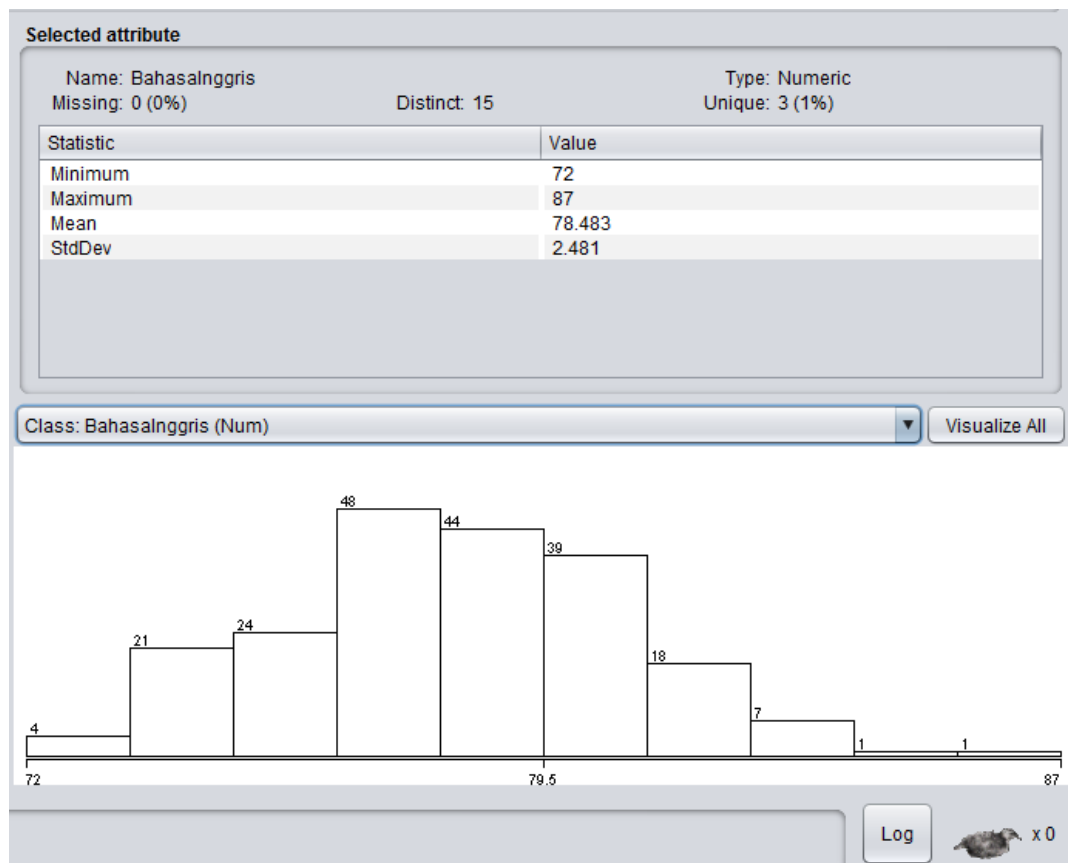 Selected attribute
Name: BahasaInggris Type: Numeric
Missing: 0 (0%) Distinct: 15 Unique: 3 (1%)
Statistic Value
Minimum 72
Maximum 87
Mean 78.483
StdDev 2.481
Class: BahasaInggris (Num) Visualize All
48
44
39
24
21
18
7
4
1 1
72 79.5 87
Log x 0